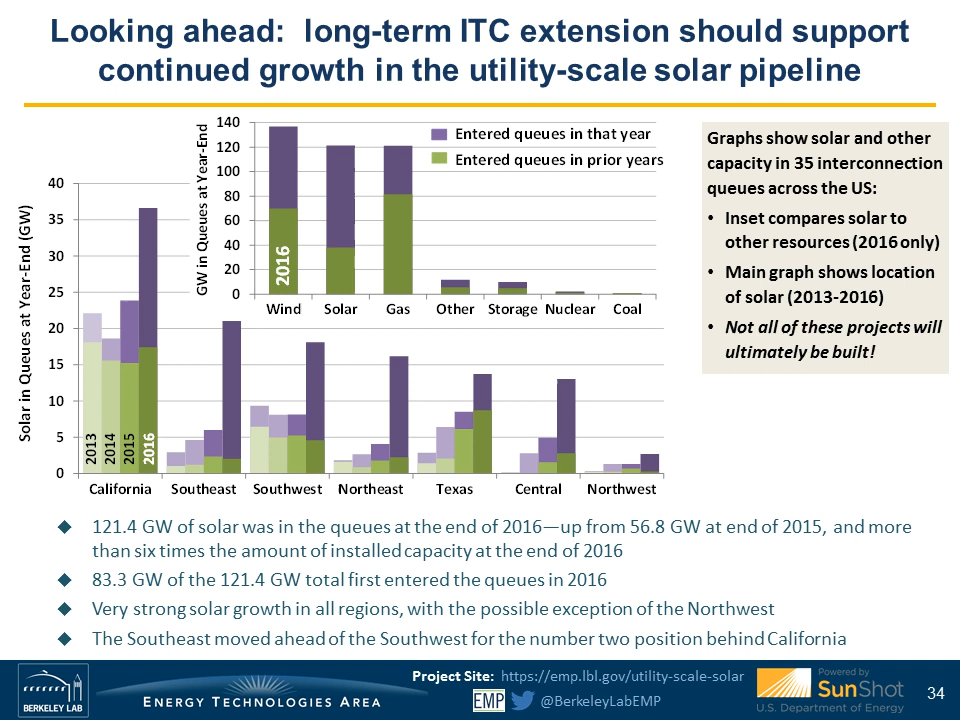 Looking ahead: long-term ITC extension should support
continued growth in the utility-scale solar pipeline
GW in Queues at Year-End
140
120
100
80
60
40
20
0
Entered queues in that year
Entered queues in prior years
2016
Wind Solar Gas Other Storage Nuclear Coal
Solar in Queues at Year-End (GW)
40
35
30
25
20
15
10
5
0
2013
2014
2015
2016
California Southeast Southwest Northeast Texas Central Northwest
Graphs show solar and other
capacity in 35 interconnection
queues across the US:
• Inset compares solar to
other resources (2016 only)
• Main graph shows location
of solar (2013-2016)
• Not all of these projects will
ultimately be built!
◆ 121.4 GW of solar was in the queues at the end of 2016—up from 56.8 GW at end of 2015, and more
than six times the amount of installed capacity at the end of 2016
◆ 83.3 GW of the 121.4 GW total first entered the queues in 2016
◆ Very strong solar growth in all regions, with the possible exception of the Northwest
◆ The Southeast moved ahead of the Southwest for the number two position behind California
BERKELEY LAB
ENERGY TECHNOLOGIES AREA
Project Site: https://emp.lbl.gov/utility-scale-solar
EMP @BerkeleyLabEMP
Powered by
SunShot
U.S. Department of Energy
34